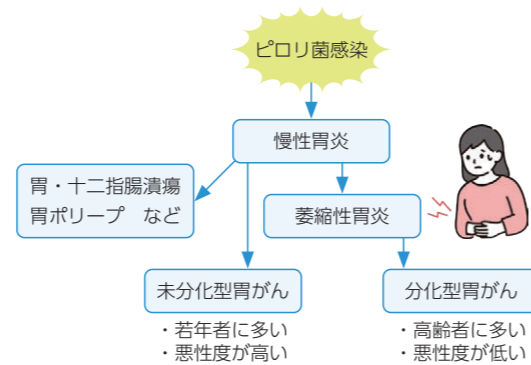 ピロリ菌感染
慢性胃炎
胃・十二指腸潰瘍
胃ポリープ　など
萎縮性胃炎
未分化型胃がん
・若年者に多い
・悪性度が高い
分化型胃がん
・高齢者に多い
・悪性度が低い